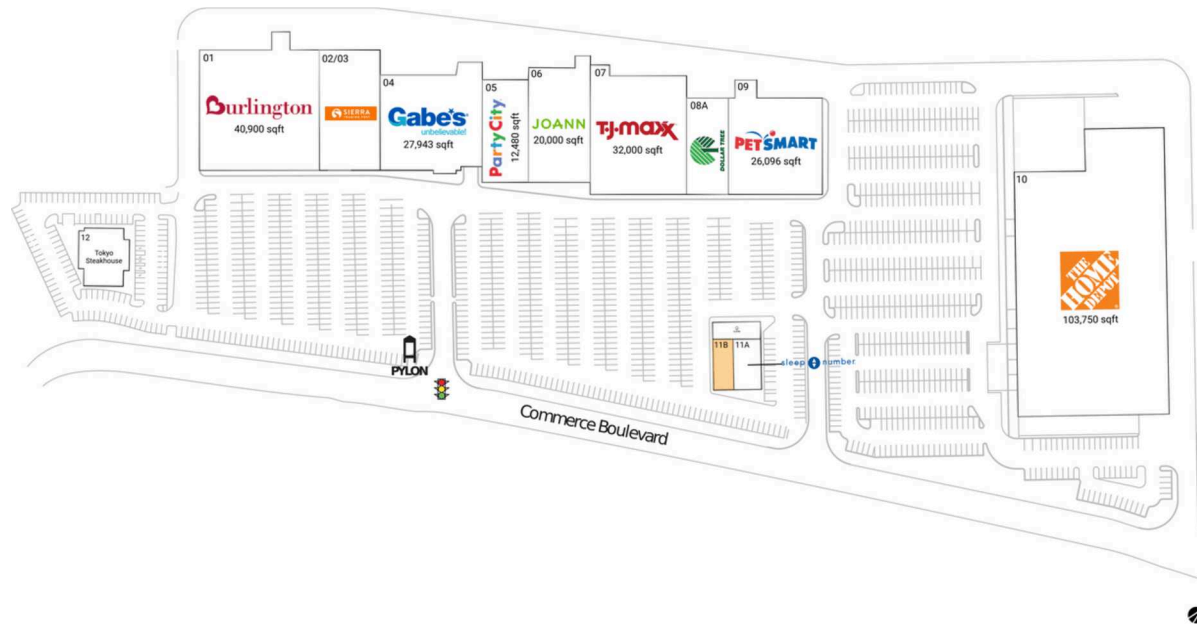 01
Burlington
40,900 sqft
02/03
SIERRA
04
Gabe's
unbelievable!
27,943 sqft
05
Party City
12,480 sqft
06
JOANN
20,000 sqft
07
T·J·maxx
32,000 sqft
08A
DOLLAR TREE
09
PETSMART
26,096 sqft
10
THE
HOME
DEPOT
103,750 sqft
12
Tokyo
Steakhouse
11B
11A
sleep number
PYLON
Commerce Boulevard